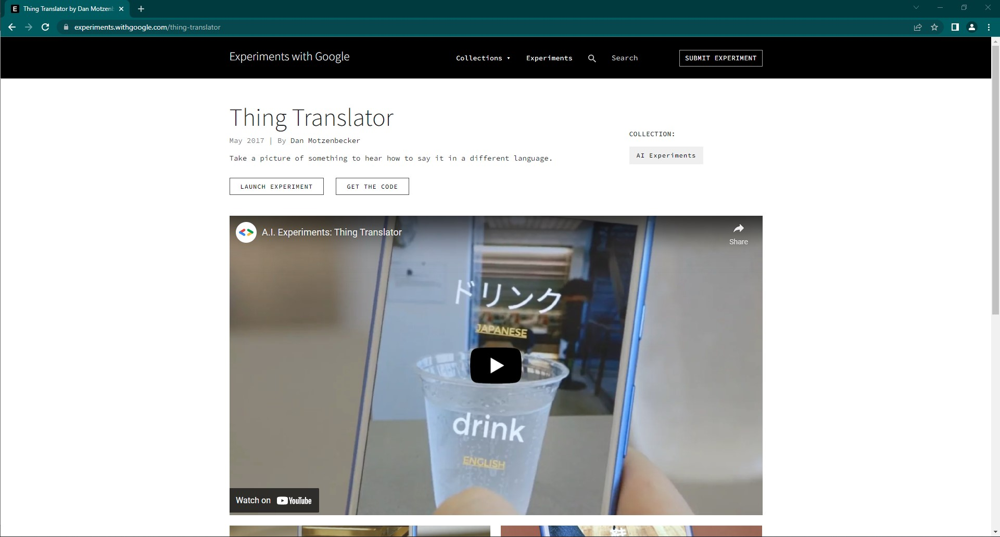 Thing Translator by Dan Motzenb
experiments.withgoogle.com/thing-translator
Experiments with Google
Collections
Experiments
Search
SUBMIT EXPERIMENT
Thing Translator
May 2017 | By Dan Motzenbecker
Take a picture of something to hear how to say it in a different language.
COLLECTION:
AI Experiments
LAUNCH EXPERIMENT
GET THE CODE
A.I. Experiments: Thing Translator
Share
ドリンク
JAPANESE
drink
ENGLISH
Watch on YouTube